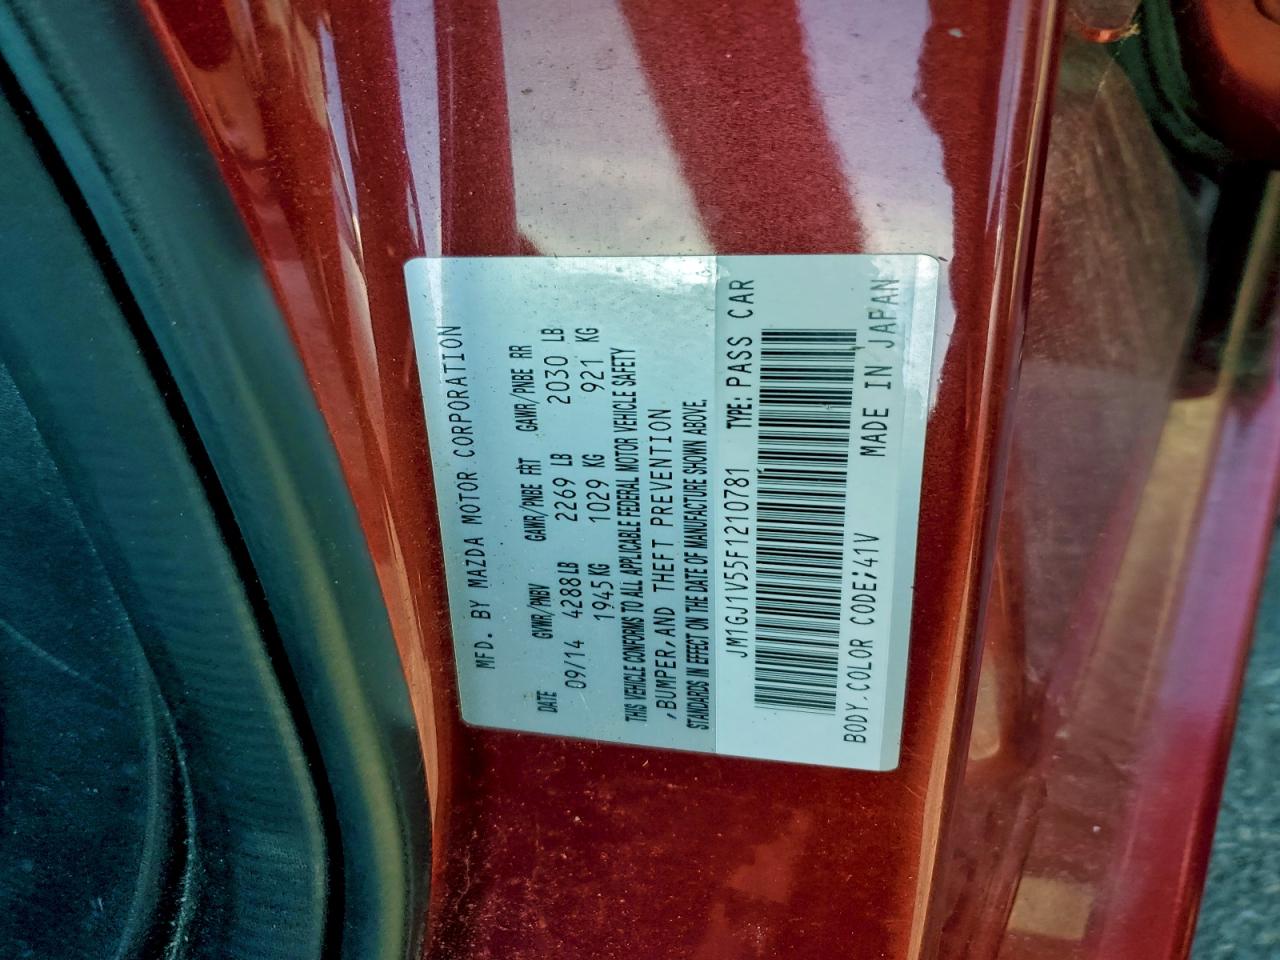 MFD. BY MAZDA MOTOR CORPORATION
DATE GVWR/PNBV GAWR/PNBE FRT GAWR/PNBE RR
09/14 4288LB 2269 LB 2030 LB
1945KG 1029 KG 921 KG
THIS VEHICLE CONFORMS TO ALL APPLICABLE FEDERAL MOTOR VEHICLE SAFETY
,BUMPER,AND THEFT PREVENTION
STANDARDS IN EFFECT ON THE DATE OF MANUFACTURE SHOWN ABOVE.
JM1GJ1V55F1210781 TYPE: PASS CAR
BODY.COLOR CODE;41V MADE IN JAPAN